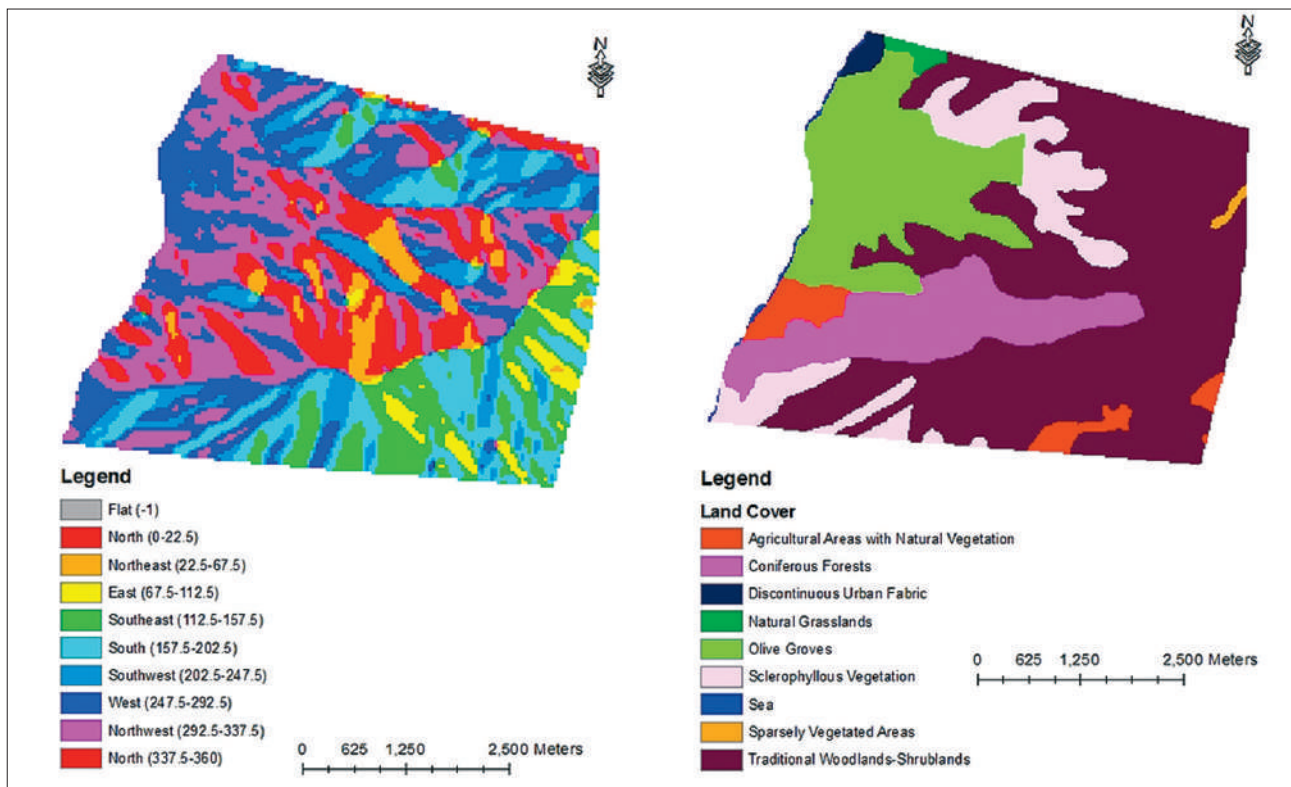 N
Legend
Flat (-1)
North (0-22.5)
Northeast (22.5-67.5)
East (67.5-112.5)
Southeast (112.5-157.5)
South (157.5-202.5)
Southwest (202.5-247.5)
West (247.5-292.5)
Northwest (292.5-337.5)
North (337.5-360)
0 625 1,250 2,500 Meters
N
Legend
Land Cover
Agricultural Areas with Natural Vegetation
Coniferous Forests
Discontinuous Urban Fabric
Natural Grasslands
Olive Groves
Sclerophyllous Vegetation
Sea
Sparsely Vegetated Areas
Traditional Woodlands-Shrublands
0 625 1,250 2,500 Meters